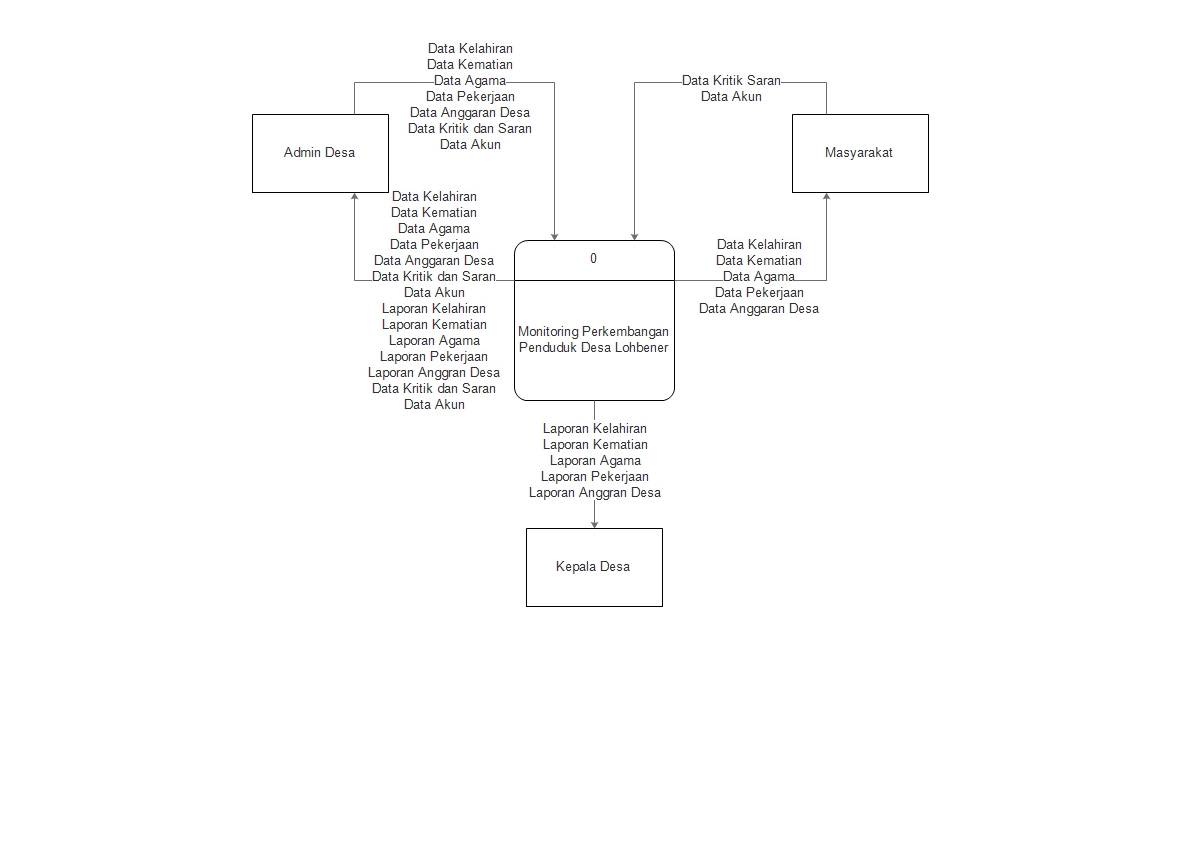 Data Kelahiran
Data Kematian
Data Agama
Data Pekerjaan
Data Anggaran Desa
Data Kritik dan Saran
Data Akun
Data Kritik Saran
Data Akun
Admin Desa
Masyarakat
Data Kelahiran
Data Kematian
Data Agama
Data Pekerjaan
Data Anggaran Desa
Data Kritik dan Saran
Data Akun
Laporan Kelahiran
Laporan Kematian
Laporan Agama
Laporan Pekerjaan
Laporan Anggran Desa
Data Kritik dan Saran
Data Akun
0
Monitoring Perkembangan
Penduduk Desa Lohbener
Data Kelahiran
Data Kematian
Data Agama
Data Pekerjaan
Data Anggaran Desa
Laporan Kelahiran
Laporan Kematian
Laporan Agama
Laporan Pekerjaan
Laporan Anggran Desa
Kepala Desa